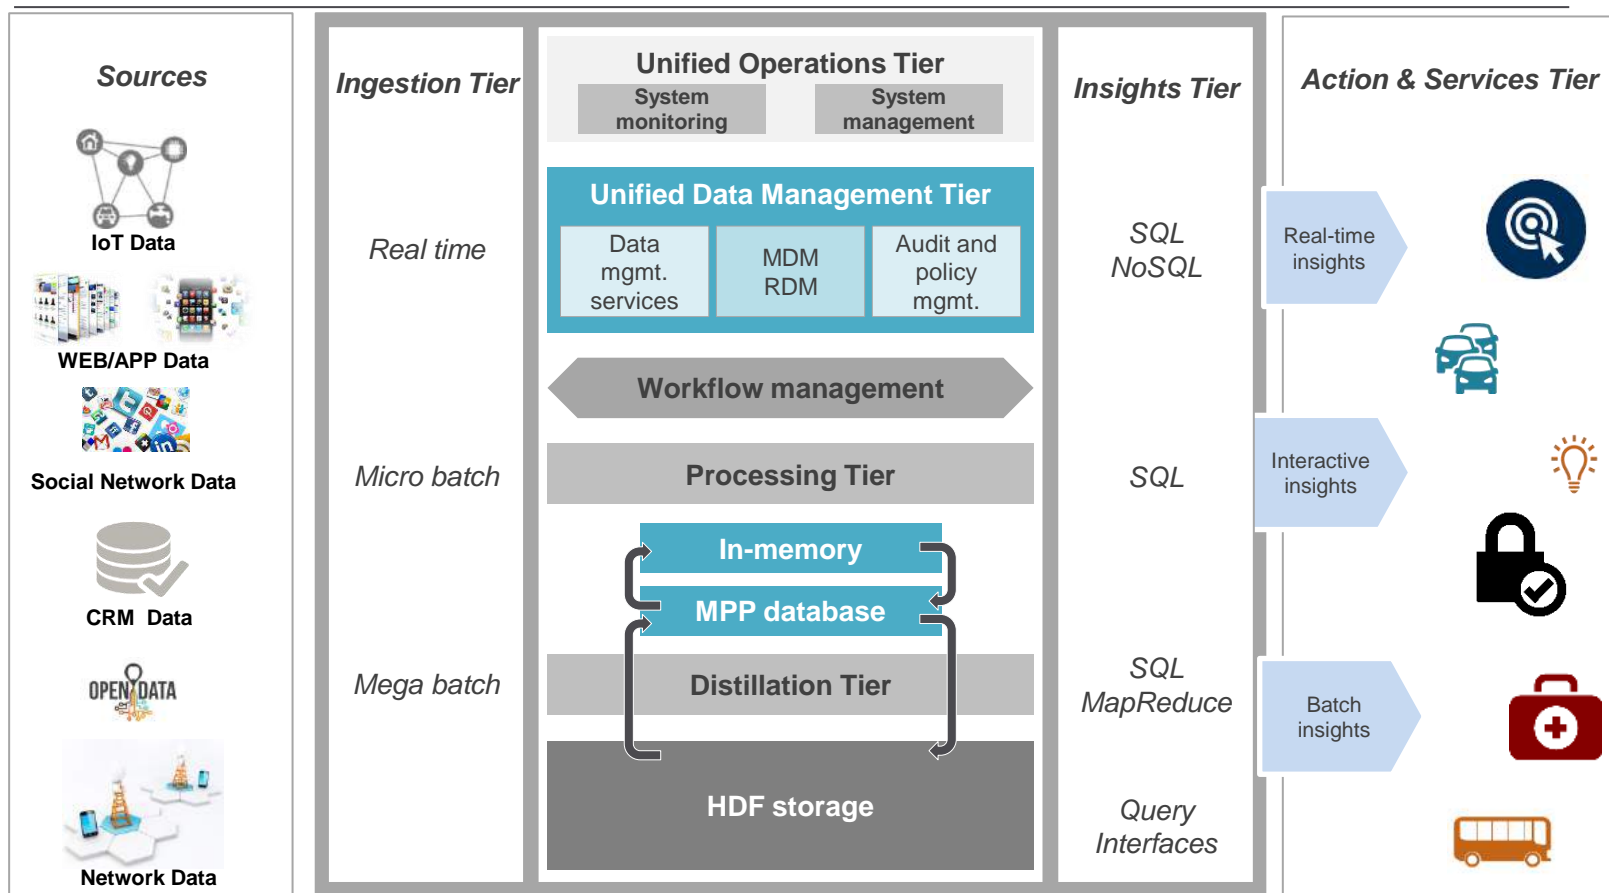 Sources
IoT Data
WEB/APP Data
Social Network Data
CRM  Data
OPEN DATA
Network Data
Ingestion Tier
Real time
Micro batch
Mega batch
Unified Operations Tier
System
monitoring
System
management
Unified Data Management Tier
Data
mgmt.
services
MDM
RDM
Audit and
policy
mgmt.
Workflow management
Processing Tier
In-memory
MPP database
Distillation Tier
HDF storage
Insights Tier
SQL
NoSQL
SQL
SQL
MapReduce
Query
Interfaces
Action & Services Tier
Real-time
insights
Interactive
insights
Batch
insights